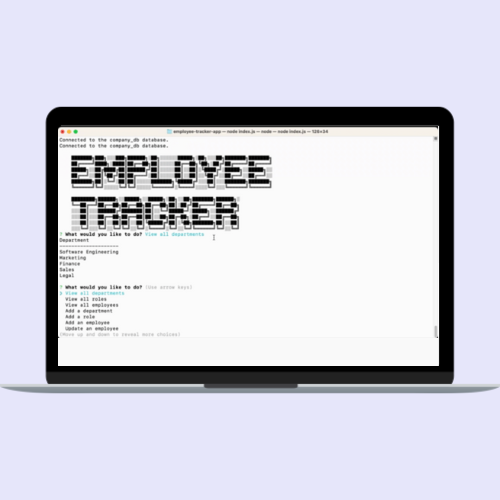 employee-tracker-app — node index.js — node — node index.js — 126×34
Connected to the company_db database.
Connected to the company_db database.
EMPLOYEE
TRACKER
? What would you like to do? View all departments
Department
--------------------
Software Engineering
Marketing
Finance
Sales
Legal
? What would you like to do? (Use arrow keys)
❯ View all departments
View all roles
View all employees
Add a department
Add a role
Add an employee
Update an employee
(Move up and down to reveal more choices)